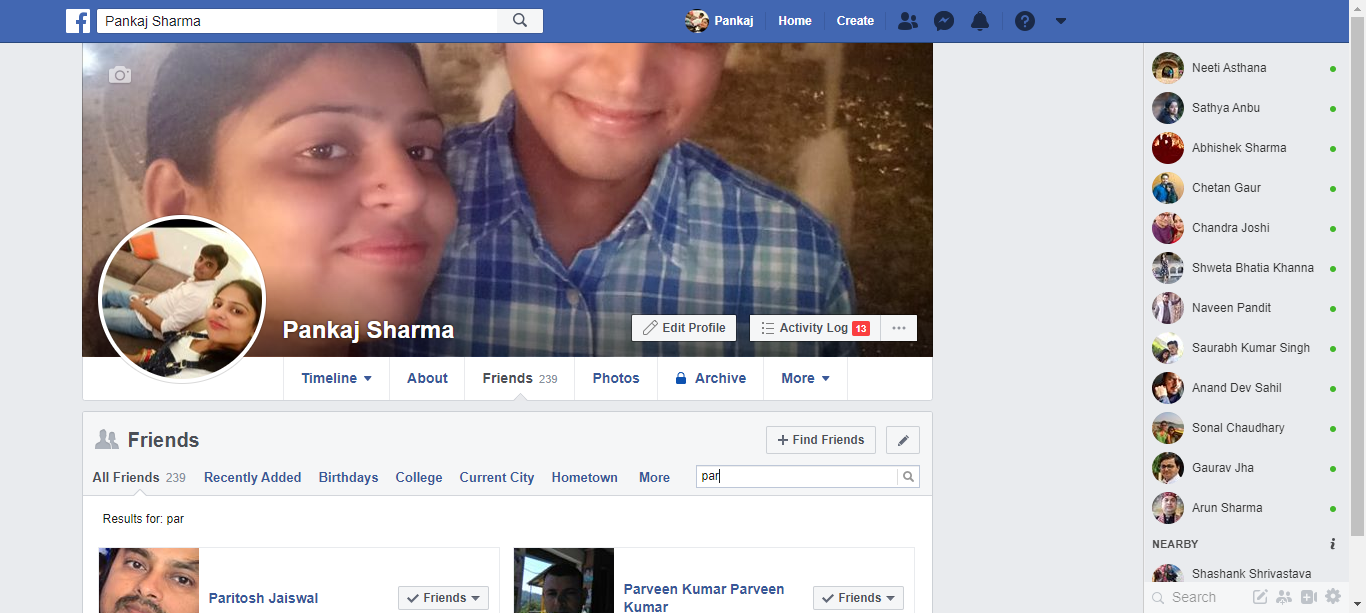 Pankaj Sharma
Pankaj
Home
Create
Pankaj Sharma
Edit Profile
Activity Log 13
Timeline
About
Friends 239
Photos
Archive
More
Friends
+ Find Friends
All Friends 239
Recently Added
Birthdays
College
Current City
Hometown
More
par
Results for: par
Paritosh Jaiswal
Friends
Parveen Kumar Parveen
Kumar
Friends
Neeti Asthana
Sathya Anbu
Abhishek Sharma
Chetan Gaur
Chandra Joshi
Shweta Bhatia Khanna
Naveen Pandit
Saurabh Kumar Singh
Anand Dev Sahil
Sonal Chaudhary
Gaurav Jha
Arun Sharma
NEARBY
Shashank Shrivastava
Search